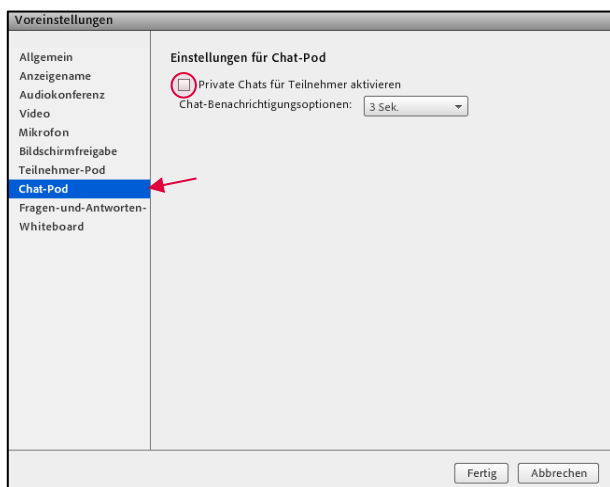 Voreinstellungen
Allgemein
Anzeigename
Audiokonferenz
Video
Mikrofon
Bildschirmfreigabe
Teilnehmer-Pod
Chat-Pod
Fragen-und-Antworten-
Whiteboard
Einstellungen für Chat-Pod
Private Chats für Teilnehmer aktivieren
Chat-Benachrichtigungsoptionen: 3 Sek.
Fertig Abbrechen